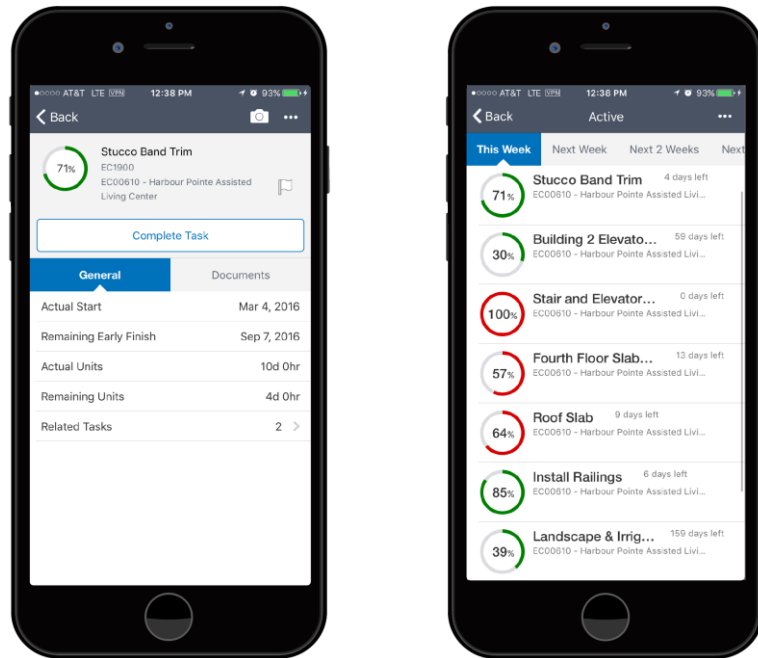 AT&T LTE VPN 12:38 PM 93%
Back
71%
Stucco Band Trim
EC1900
EC00610 - Harbour Pointe Assisted
Living Center
Complete Task
General Documents
Actual Start Mar 4, 2016
Remaining Early Finish Sep 7, 2016
Actual Units 10d 0hr
Remaining Units 4d 0hr
Related Tasks 2
AT&T LTE VPN 12:38 PM 93%
Back Active
This Week Next Week Next 2 Weeks Next
71% Stucco Band Trim 4 days left
EC00610 - Harbour Pointe Assisted Livi...
30% Building 2 Elevato... 59 days left
EC00610 - Harbour Pointe Assisted Livi...
100% Stair and Elevator... 0 days left
EC00610 - Harbour Pointe Assisted Livi...
57% Fourth Floor Slab... 13 days left
EC00610 - Harbour Pointe Assisted Livi...
64% Roof Slab 9 days left
EC00610 - Harbour Pointe Assisted Livi...
85% Install Railings 6 days left
EC00610 - Harbour Pointe Assisted Livi...
39% Landscape & Irrig... 159 days left
EC00610 - Harbour Pointe Assisted Livi...